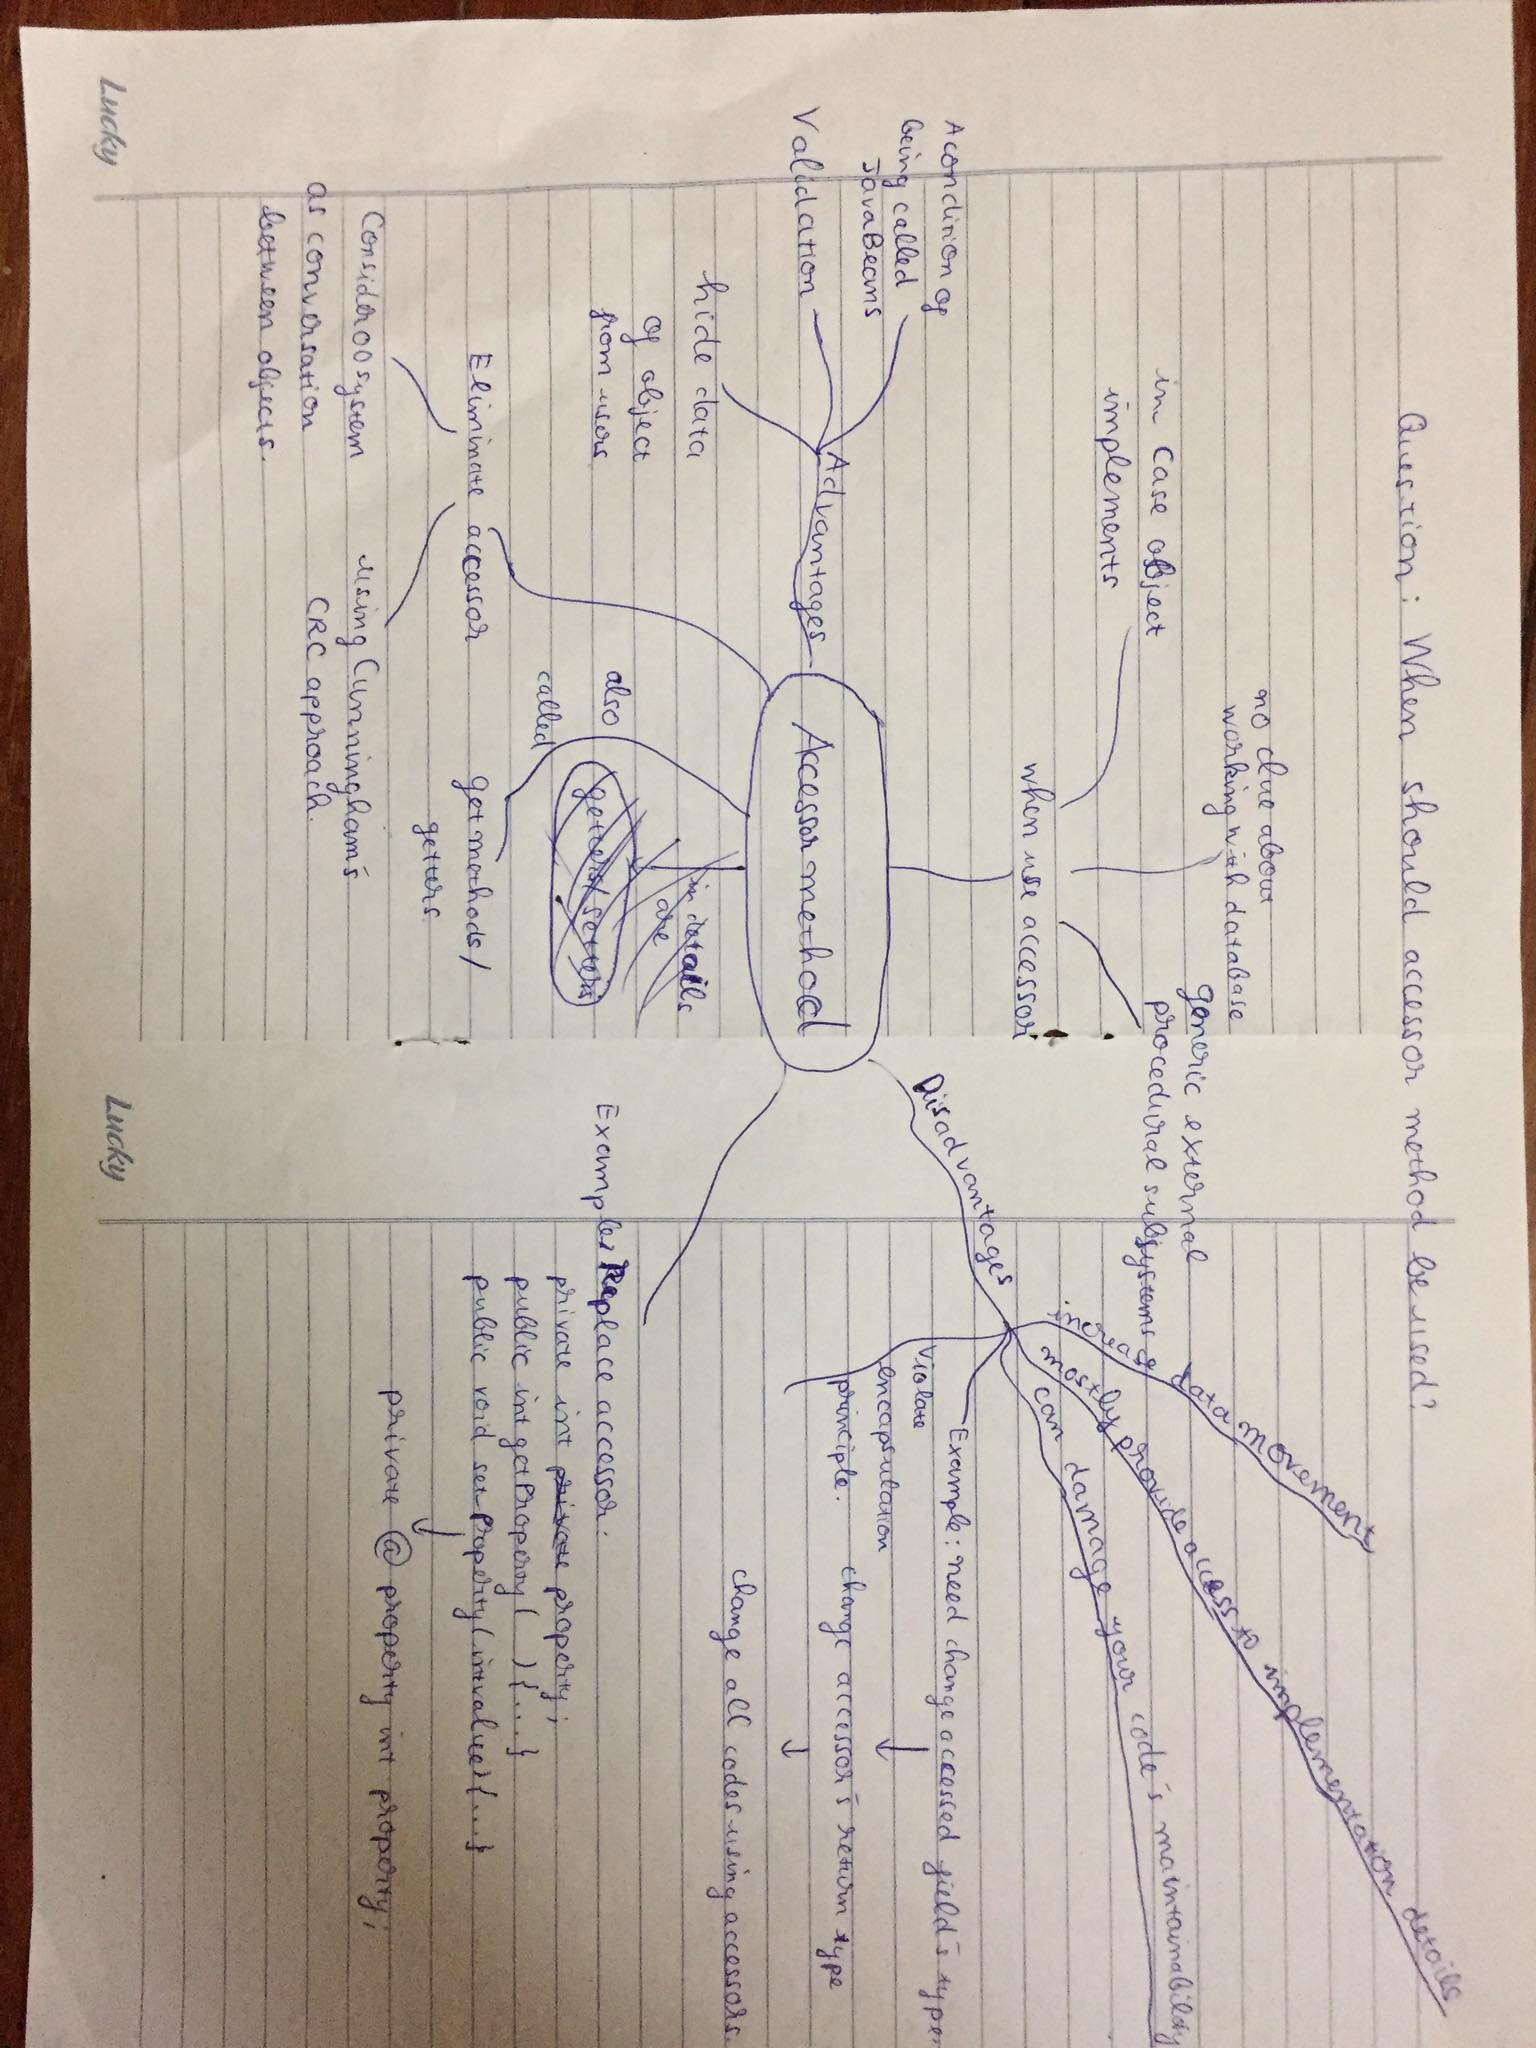 Question: When should accessor method be used?
no clue about
working with database
generic external
procedural subsystems
in case object
implements
when use accessor
increase data movement
mostly provide access to implementation details
can damage your code's maintainability
Disadvantages
Example: need change accessed field's type.
change accessor's return type
change all codes using accessors.
Violate
encapsulation
principle.
A condition of
being called
JavaBeans
Validation
Advantages
hide data
of object
from users
Accessor method
in details
are
getters/setters
also
called
get methods/
getters.
Eliminate accessor
Consider OO system
as conversation
between objects.
using Cunningham's
CRC approach.
Example: Replace accessor:
private int private property;
public int getProperty( ){...}
public void setProperty(int value){...}
private @ property int property;
Lucky
Lucky